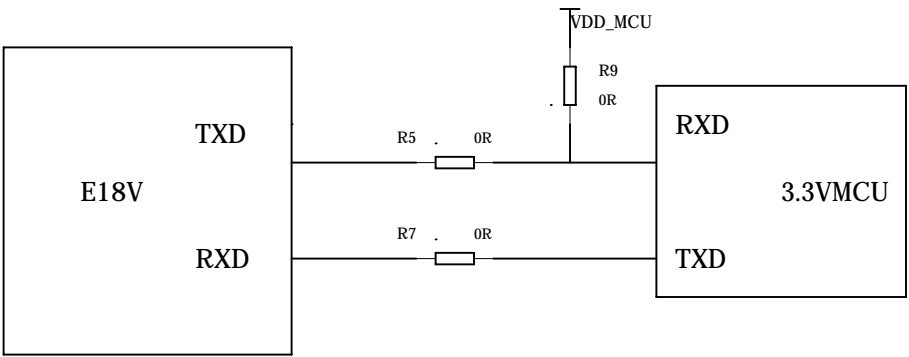 VDD_MCU
R9
0R
TXD
R5 . 0R
RXD
E18V
3.3VMCU
R7 . 0R
RXD
TXD